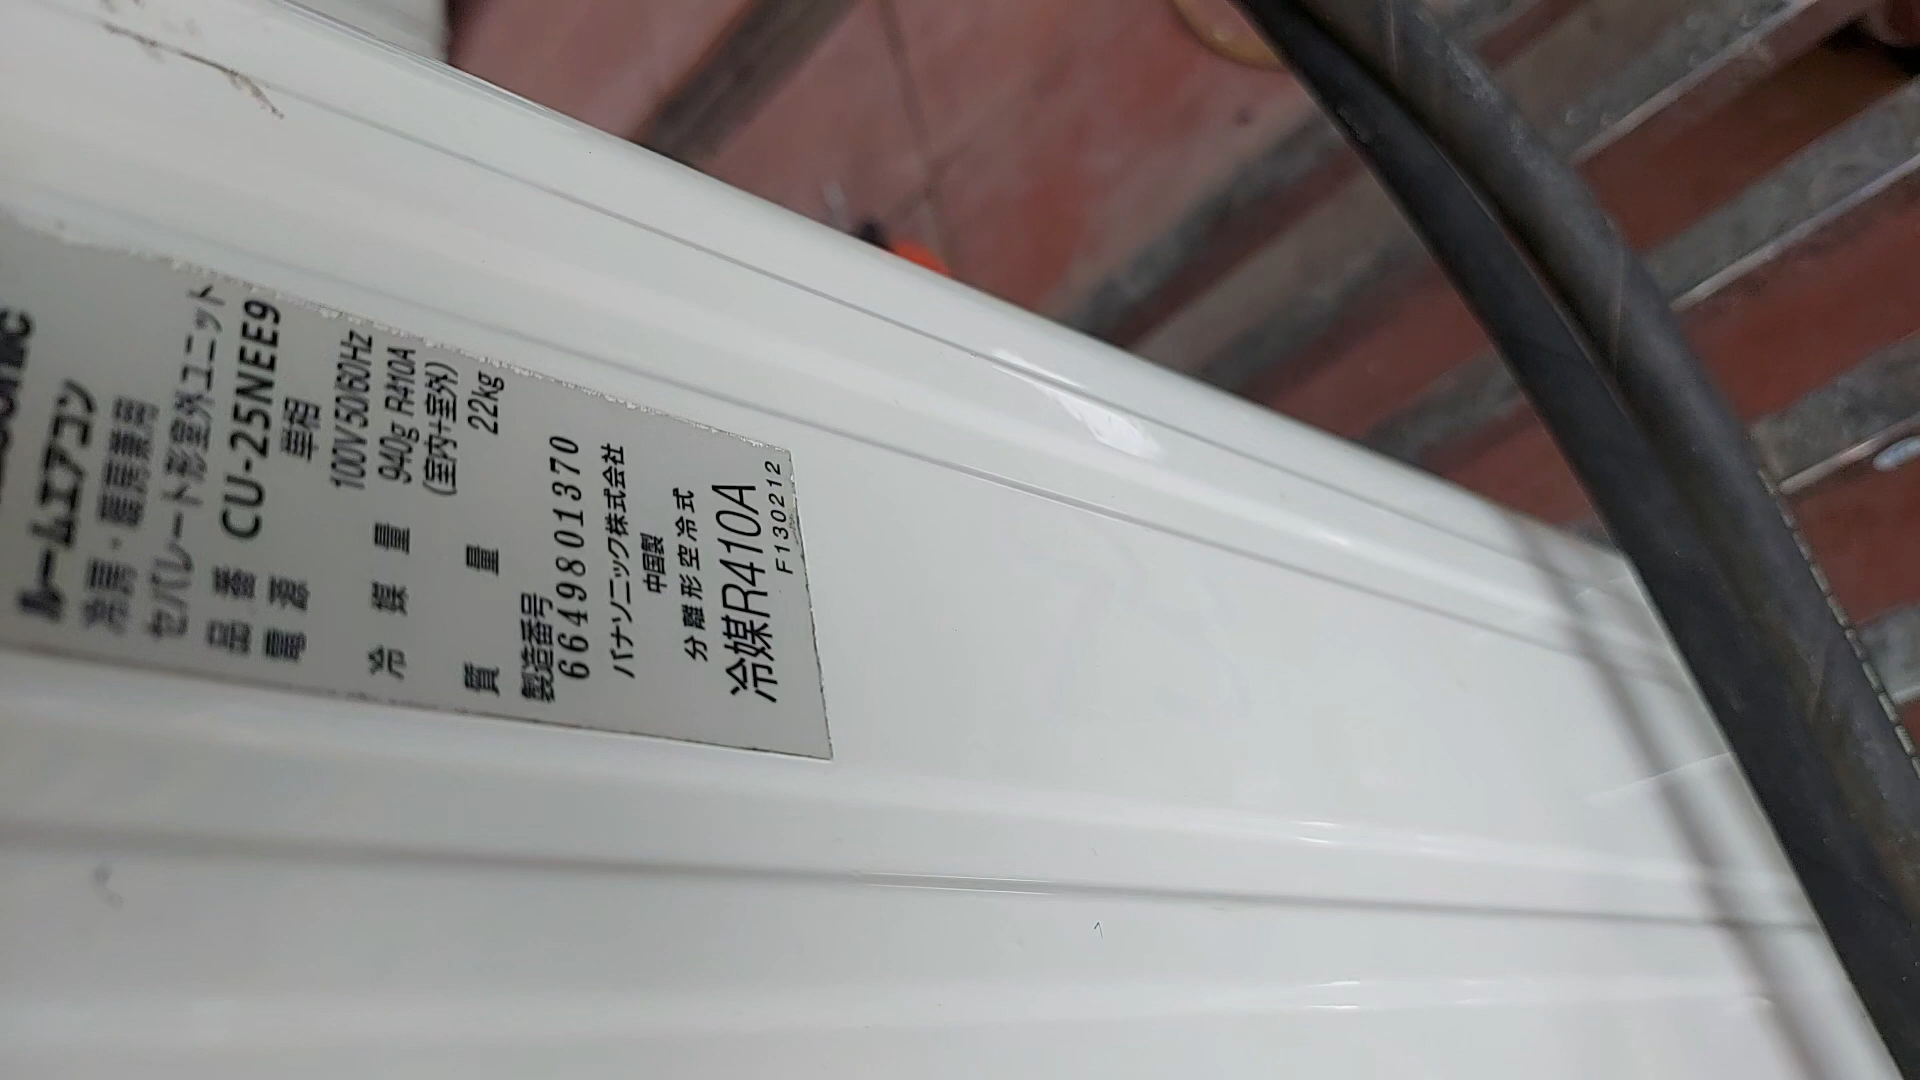 ルームエアコン
冷房・暖房兼用
セパレート形室外ユニット
品番 CU-25NEE9
電源 単相
100V 50/60Hz
冷媒量 940g R410A
(室内+室外)
質量 22kg
製造番号
6649801370
パナソニック株式会社
中国製
分離形空冷式
冷媒R410A
F130212